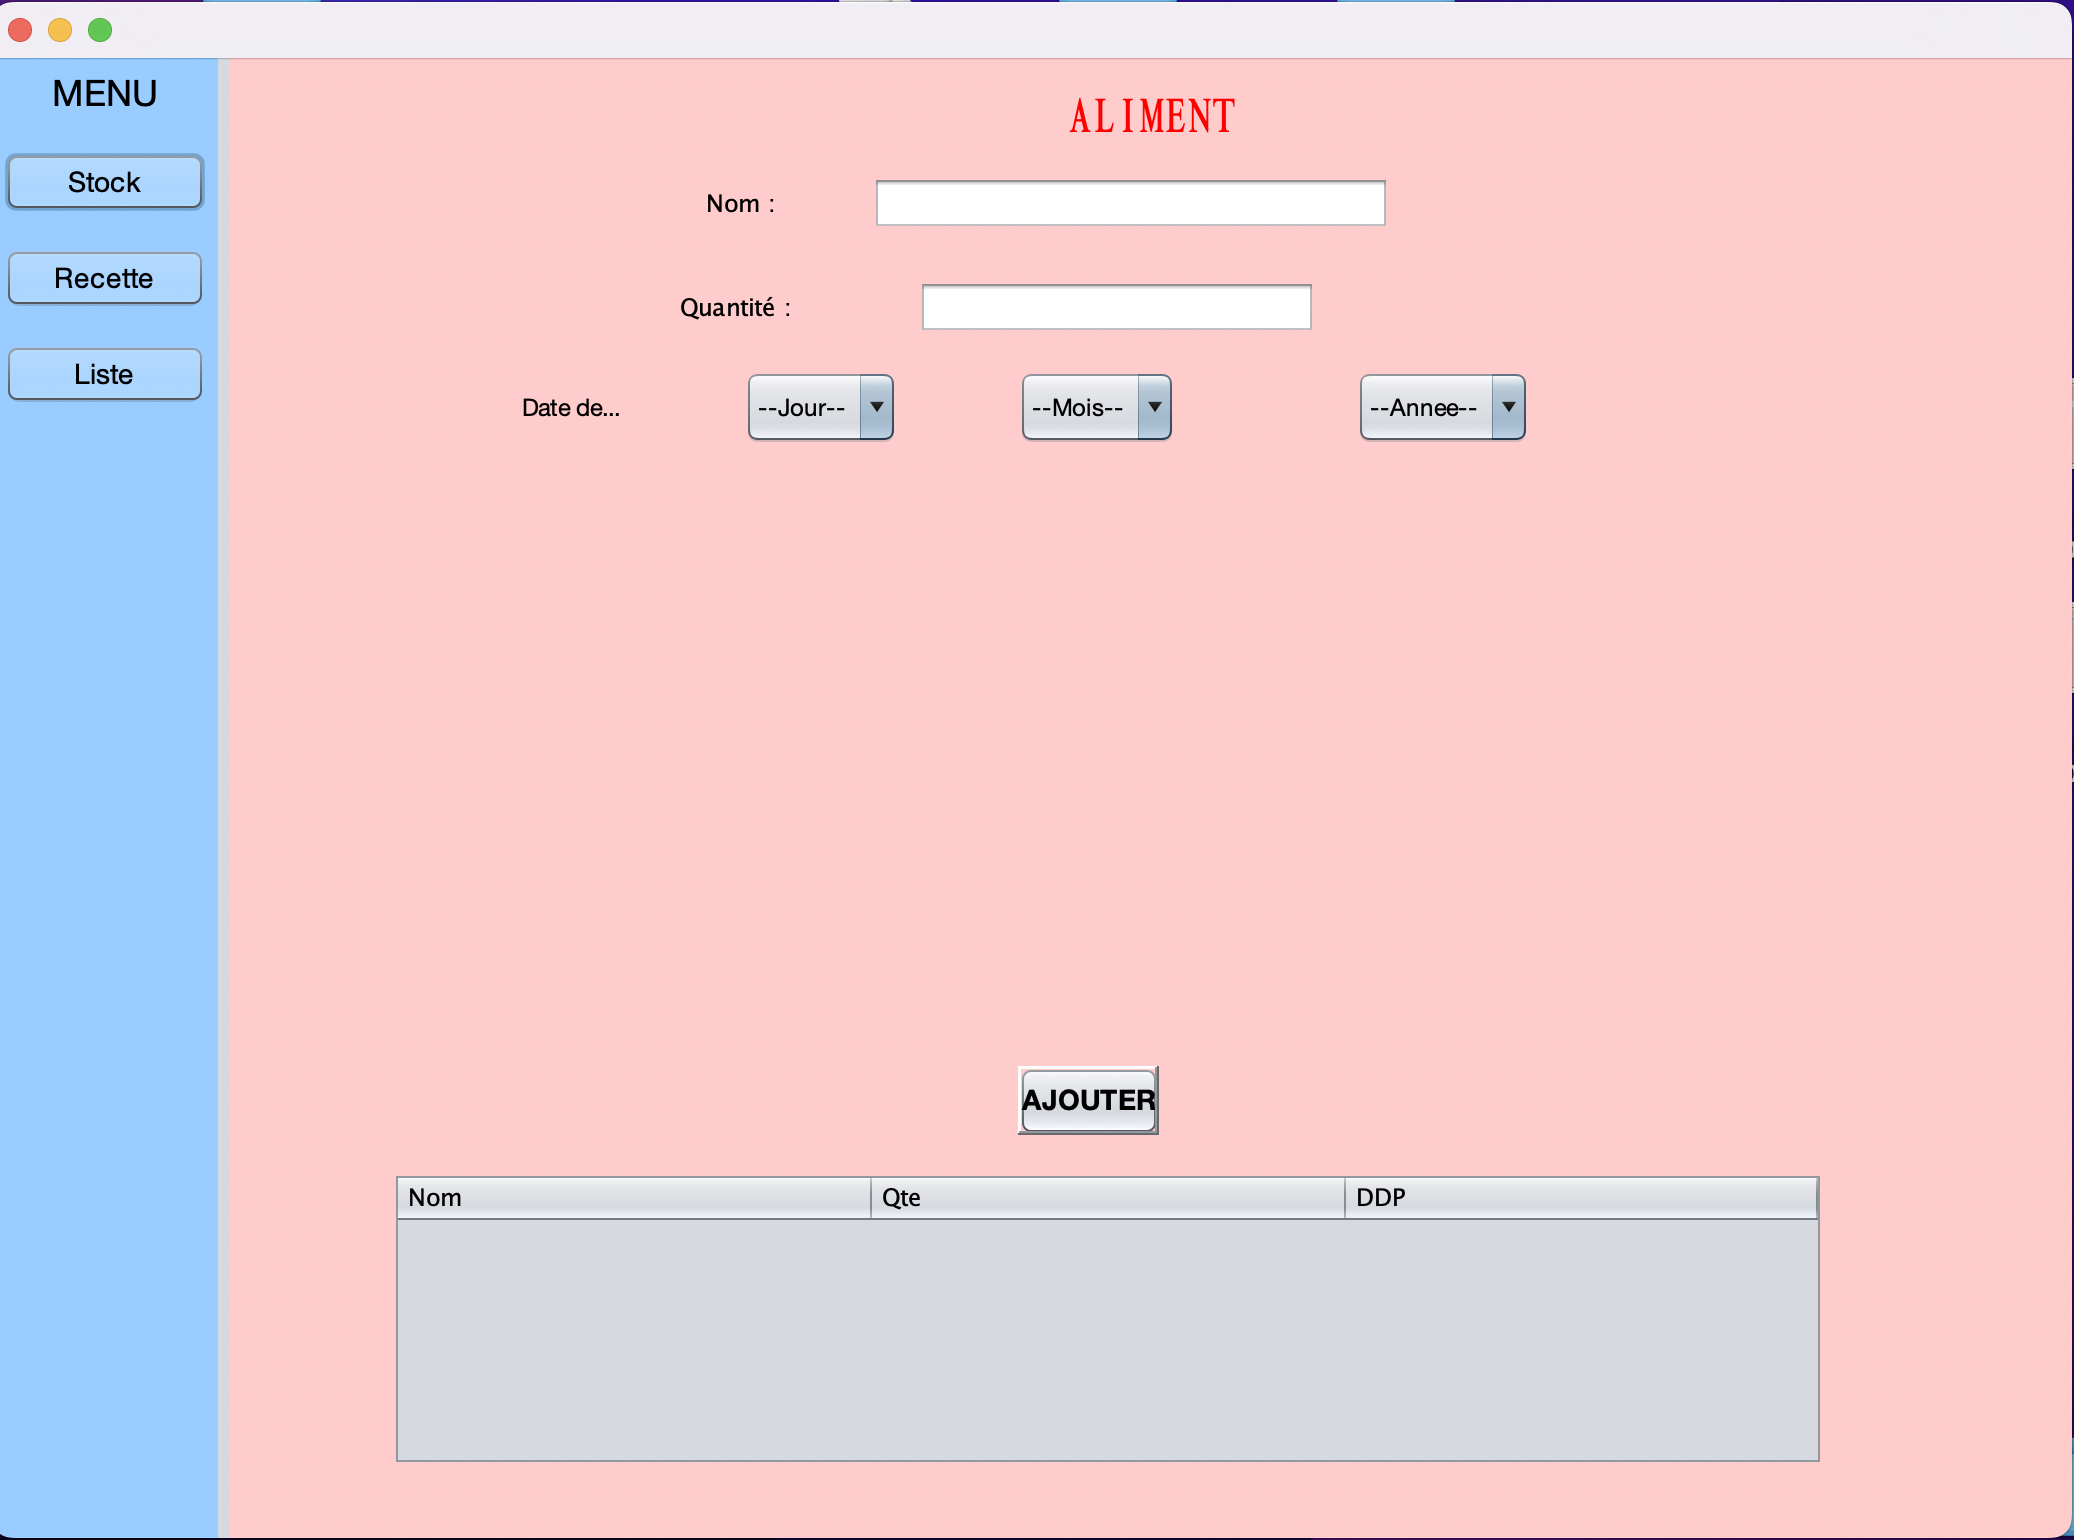 MENU
Stock
Recette
Liste
ALIMENT
Nom :
Quantité :
Date de... --Jour-- --Mois-- --Annee--
AJOUTER
Nom Qte DDP